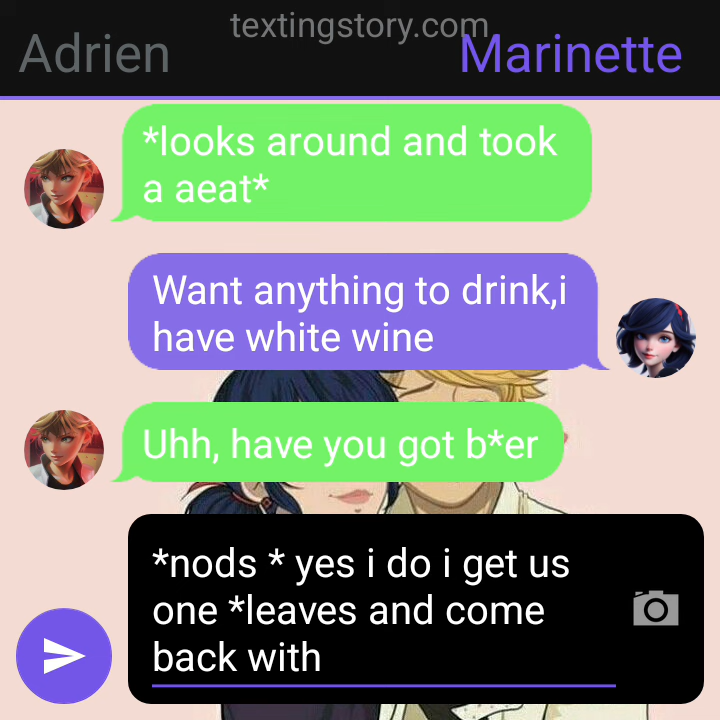 textingstory.com
Adrien
Marinette
*looks around and took
a aeat*
Want anything to drink,i
have white wine
Uhh, have you got b*er
*nods * yes i do i get us
one *leaves and come
back with